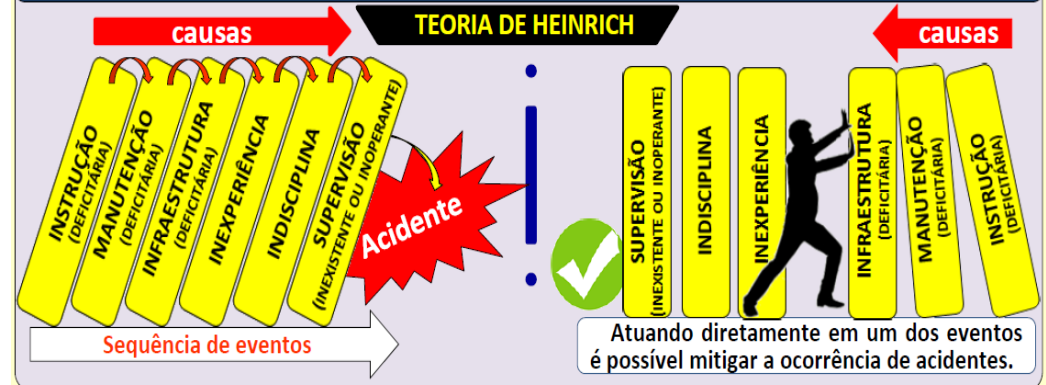 TEORIA DE HEINRICH
causas
INSTRUÇÃO
(DEFICITÁRIA)
MANUTENÇÃO
(DEFICITÁRIA)
INFRAESTRUTURA
(DEFICITÁRIA)
INEXPERIÊNCIA
INDISCIPLINA
SUPERVISÃO
(INEXISTENTE OU INOPERANTE)
Acidente
Sequência de eventos
causas
SUPERVISÃO
(INEXISTENTE OU INOPERANTE)
INDISCIPLINA
INEXPERIÊNCIA
INFRAESTRUTURA
(DEFICITÁRIA)
MANUTENÇÃO
(DEFICITÁRIA)
INSTRUÇÃO
(DEFICITÁRIA)
Atuando diretamente em um dos eventos
é possível mitigar a ocorrência de acidentes.